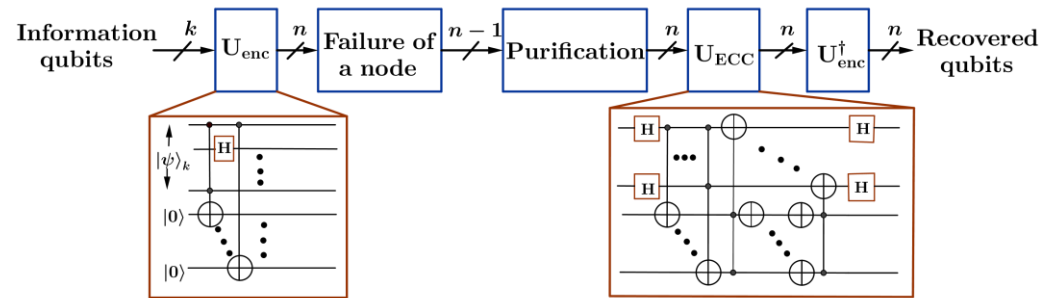 Information qubits
k
U_enc
n
Failure of a node
n − 1
Purification
n
U_ECC
n
U†_enc
n
Recovered qubits
|ψ⟩_k
H
|0⟩
|0⟩
H
H
H
H